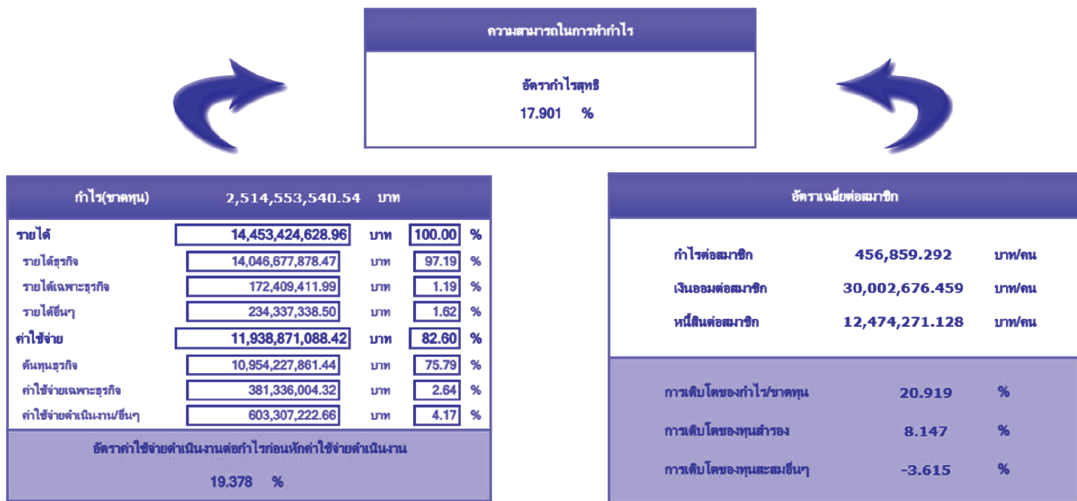 ความสามารถในการทำกำไร
อัตรากำไรสุทธิ
17.901 %
กำไร(ขาดทุน) 2,514,553,540.54 บาท
รายได้ 14,453,424,628.96 บาท 100.00 %
รายได้ธุรกิจ 14,046,677,878.47 บาท 97.19 %
รายได้เฉพาะธุรกิจ 172,409,411.99 บาท 1.19 %
รายได้อื่นๆ 234,337,338.50 บาท 1.62 %
ค่าใช้จ่าย 11,938,871,088.42 บาท 82.60 %
ต้นทุนธุรกิจ 10,954,227,861.44 บาท 75.79 %
ค่าใช้จ่ายเฉพาะธุรกิจ 381,336,004.32 บาท 2.64 %
ค่าใช้จ่ายดำเนินงาน/อื่นๆ 603,307,222.66 บาท 4.17 %
อัตราค่าใช้จ่ายดำเนินงานต่อกำไรก่อนหักค่าใช้จ่ายดำเนินงาน
19.378 %
อัตราเฉลี่ยต่อสมาชิก
กำไรต่อสมาชิก 456,859.292 บาท/คน
เงินออมต่อสมาชิก 30,002,676.459 บาท/คน
หนี้สินต่อสมาชิก 12,474,271.128 บาท/คน
การเติบโตของกำไร/ขาดทุน 20.919 %
การเติบโตของทุนสำรอง 8.147 %
การเติบโตของทุนสะสมอื่นๆ -3.615 %